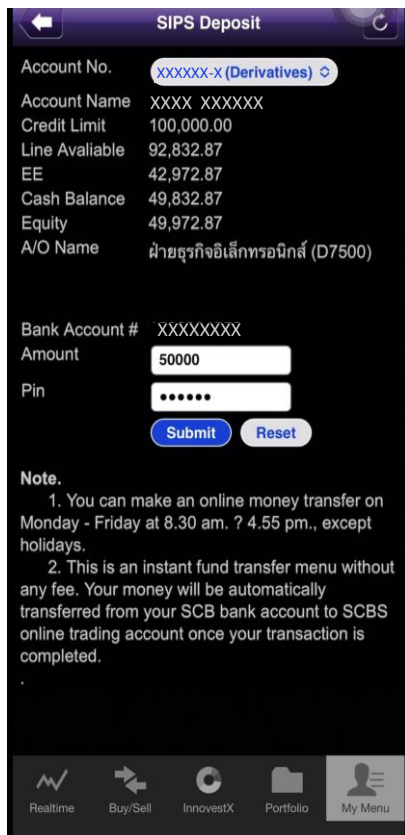 SIPS Deposit
Account No. XXXXXX-X (Derivatives)
Account Name XXXX XXXXXX
Credit Limit 100,000.00
Line Avaliable 92,832.87
EE 42,972.87
Cash Balance 49,832.87
Equity 49,972.87
A/O Name ฝ่ายธุรกิจอิเล็กทรอนิกส์ (D7500)
Bank Account # XXXXXXXX
Amount 50000
Pin ••••••
Submit Reset
Note.
1. You can make an online money transfer on
Monday - Friday at 8.30 am. ? 4.55 pm., except
holidays.
2. This is an instant fund transfer menu without
any fee. Your money will be automatically
transferred from your SCB bank account to SCBS
online trading account once your transaction is
completed.
.
Realtime Buy/Sell InnovestX Portfolio My Menu